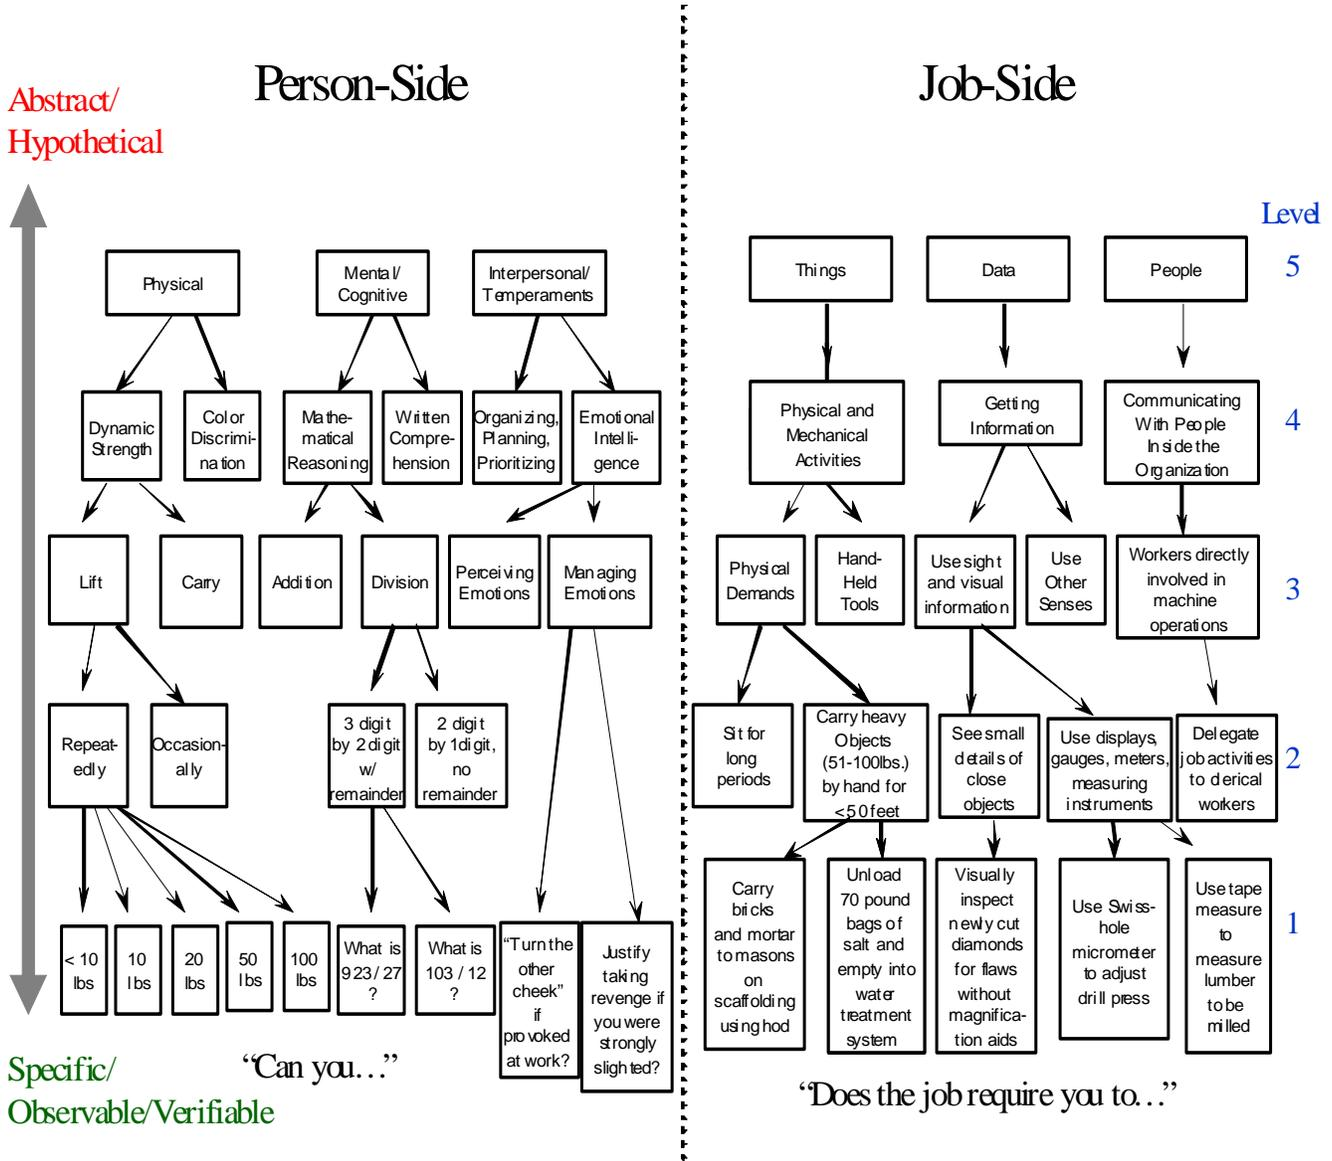 Person-Side
Job-Side
Abstract/
Hypothetical
Level
Physical
Mental/
Cognitive
Interpersonal/
Temperaments
Things
Data
People
5
Dynamic
Strength
Color
Discrimi-
nation
Mathe-
matical
Reasoning
Written
Compre-
hension
Organizing,
Planning,
Prioritizing
Emotional
Intelli-
gence
Physical and
Mechanical
Activities
Getting
Information
Communicating
With People
Inside the
Organization
4
Lift
Carry
Addition
Division
Perceiving
Emotions
Managing
Emotions
Physical
Demands
Hand-
Held
Tools
Use sight
and visual
information
Use
Other
Senses
Workers directly
involved in
machine
operations
3
Repeat-
edly
Occasion-
ally
3 digit
by 2 digit
w/
remainder
2 digit
by 1digit,
no
remainder
Sit for
long
periods
Carry heavy
Objects
(51-100lbs.)
by hand for
<50 feet
See small
details of
close
objects
Use displays,
gauges, meters,
measuring
instruments
Delegate
job activities
to clerical
workers
2
< 10
lbs
10
lbs
20
lbs
50
lbs
100
lbs
What is
923 / 27
?
What is
103 / 12
?
“Turn the
other
cheek”
if
provoked
at work?
Justify
taking
revenge if
you were
strongly
slighted?
Carry
bricks
and mortar
to masons
on
scaffolding
using hod
Unload
70 pound
bags of
salt and
empty into
water
treatment
system
Visually
inspect
newly cut
diamonds
for flaws
without
magnifica-
tion aids
Use Swiss-
hole
micrometer
to adjust
drill press
Use tape
measure
to
measure
lumber
to be
milled
1
Specific/
Observable/Verifiable
“Can you…”
“Does the job require you to…”